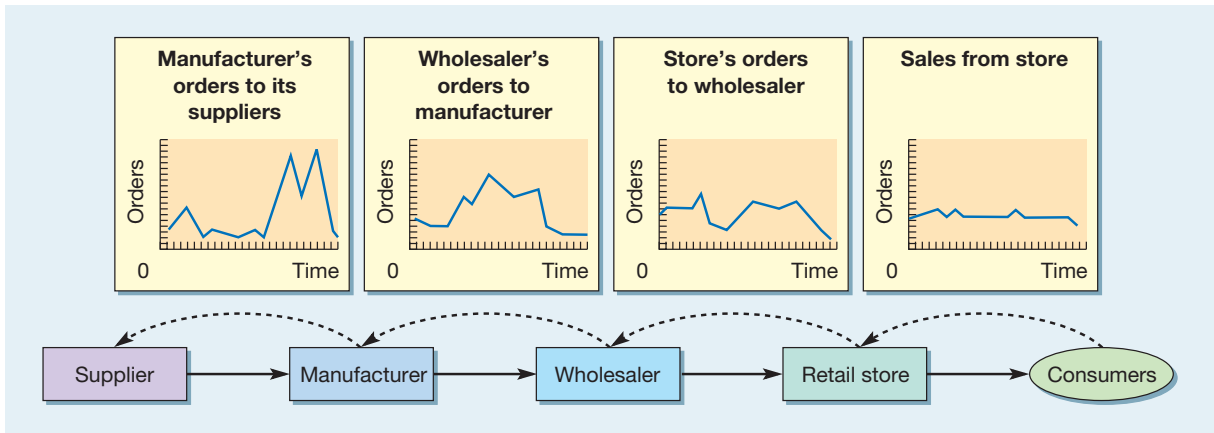 Manufacturer's
orders to its
suppliers
Orders
0
Time
Wholesaler's
orders to
manufacturer
Orders
0
Time
Store's orders
to wholesaler
Orders
0
Time
Sales from store
Orders
0
Time
Supplier
Manufacturer
Wholesaler
Retail store
Consumers